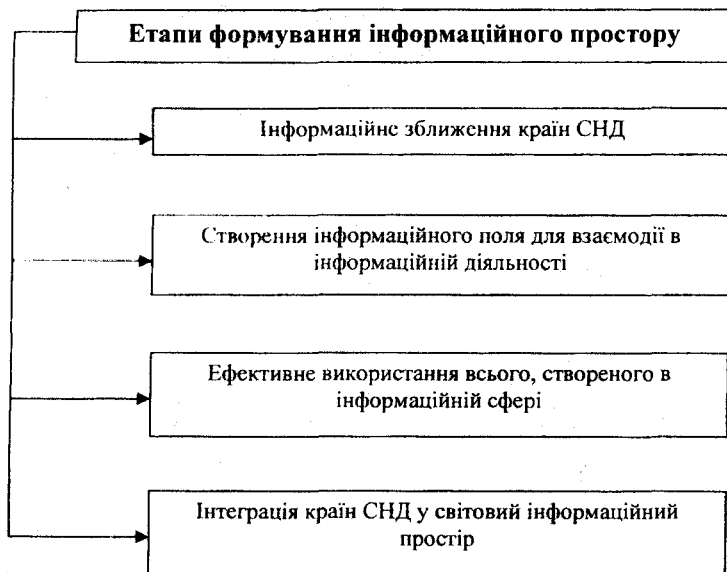 Етапи формування інформаційного простору
Інформаційне зближення країн СНД
Створення інформаційного поля для взаємодії в
інформаційній діяльності
Ефективне використання всього, створеного в
інформаційній сфері
Інтеграція країн СНД у світовий інформаційний
простір